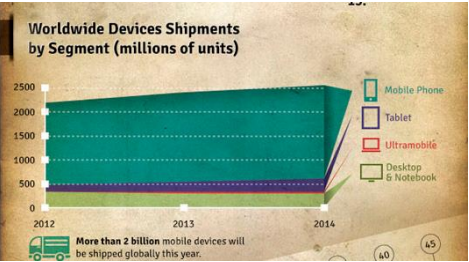 Worldwide Devices Shipments
by Segment (millions of units)
2500
2000
1500
1000
500
0
2012
2013
2014
Mobile Phone
Tablet
Ultramobile
Desktop
& Notebook
More than 2 billion mobile devices will
be shipped globally this year.
40
45